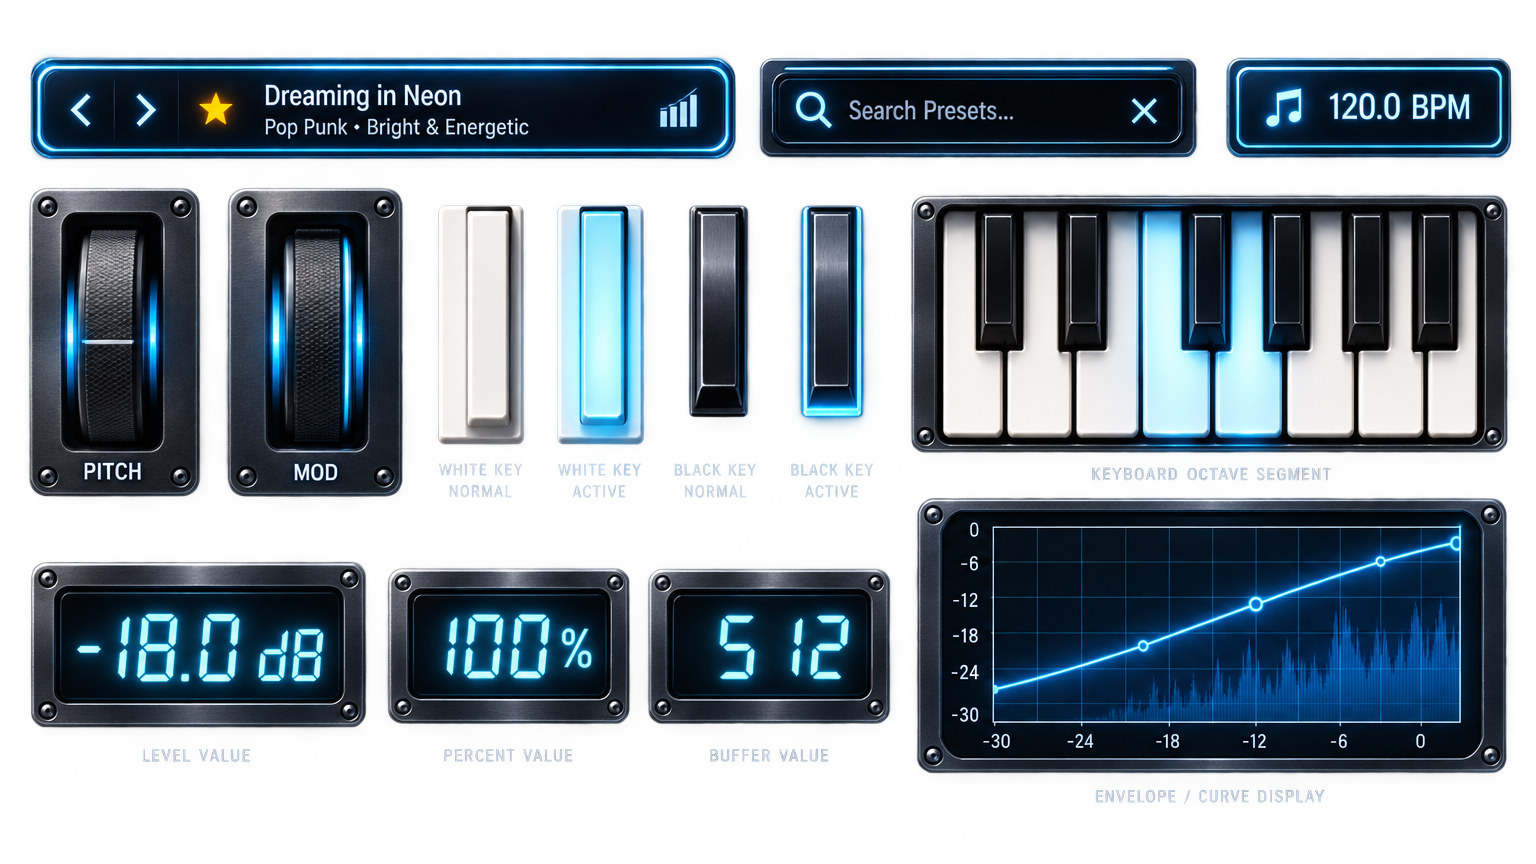 Dreaming in Neon
Pop Punk • Bright & Energetic
Search Presets...
120.0 BPM
PITCH
MOD
WHITE KEY
NORMAL
WHITE KEY
ACTIVE
BLACK KEY
NORMAL
BLACK KEY
ACTIVE
KEYBOARD OCTAVE SEGMENT
-18.0 dB
LEVEL VALUE
100%
PERCENT VALUE
512
BUFFER VALUE
0
-6
-12
-18
-24
-30
-30 -24 -18 -12 -6 0
ENVELOPE / CURVE DISPLAY